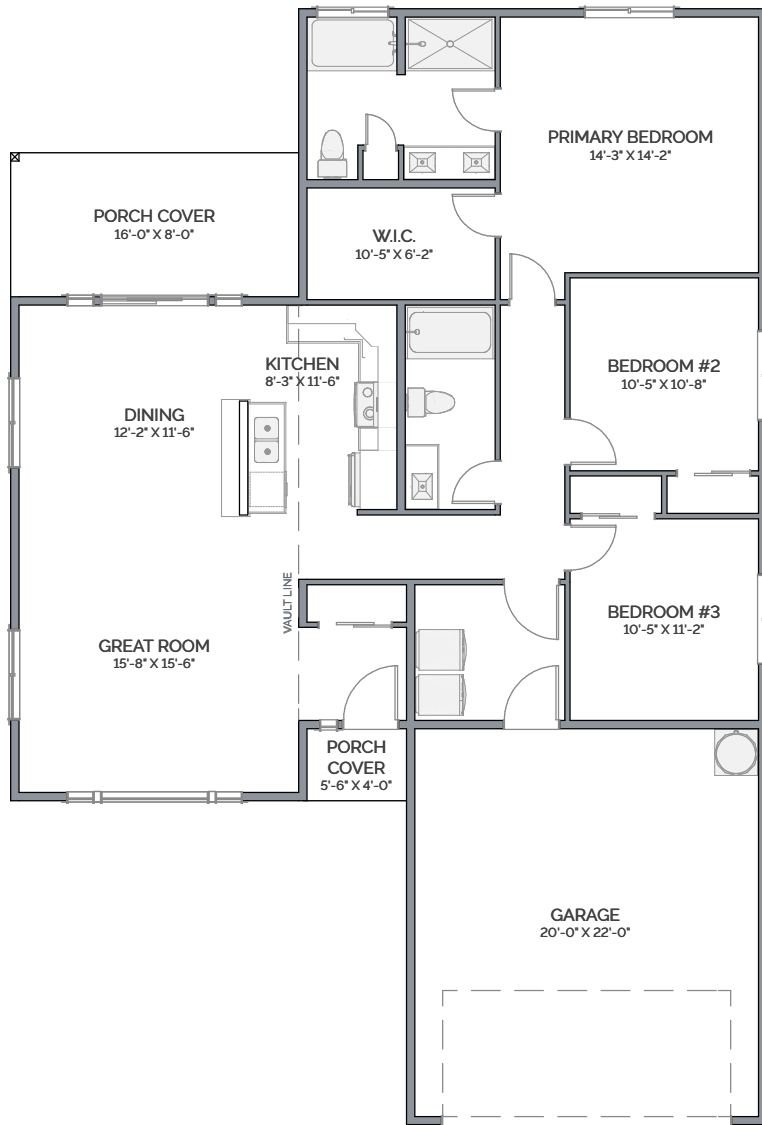 PRIMARY BEDROOM
14'-3" X 14'-2"
PORCH COVER
16'-0" X 8'-0"
W.I.C.
10'-5" X 6'-2"
KITCHEN
8'-3" X 11'-6"
BEDROOM #2
10'-5" X 10'-8"
DINING
12'-2" X 11'-6"
VAULT LINE
BEDROOM #3
10'-5" X 11'-2"
GREAT ROOM
15'-8" X 15'-6"
PORCH
COVER
5'-6" X 4'-0"
GARAGE
20'-0" X 22'-0"